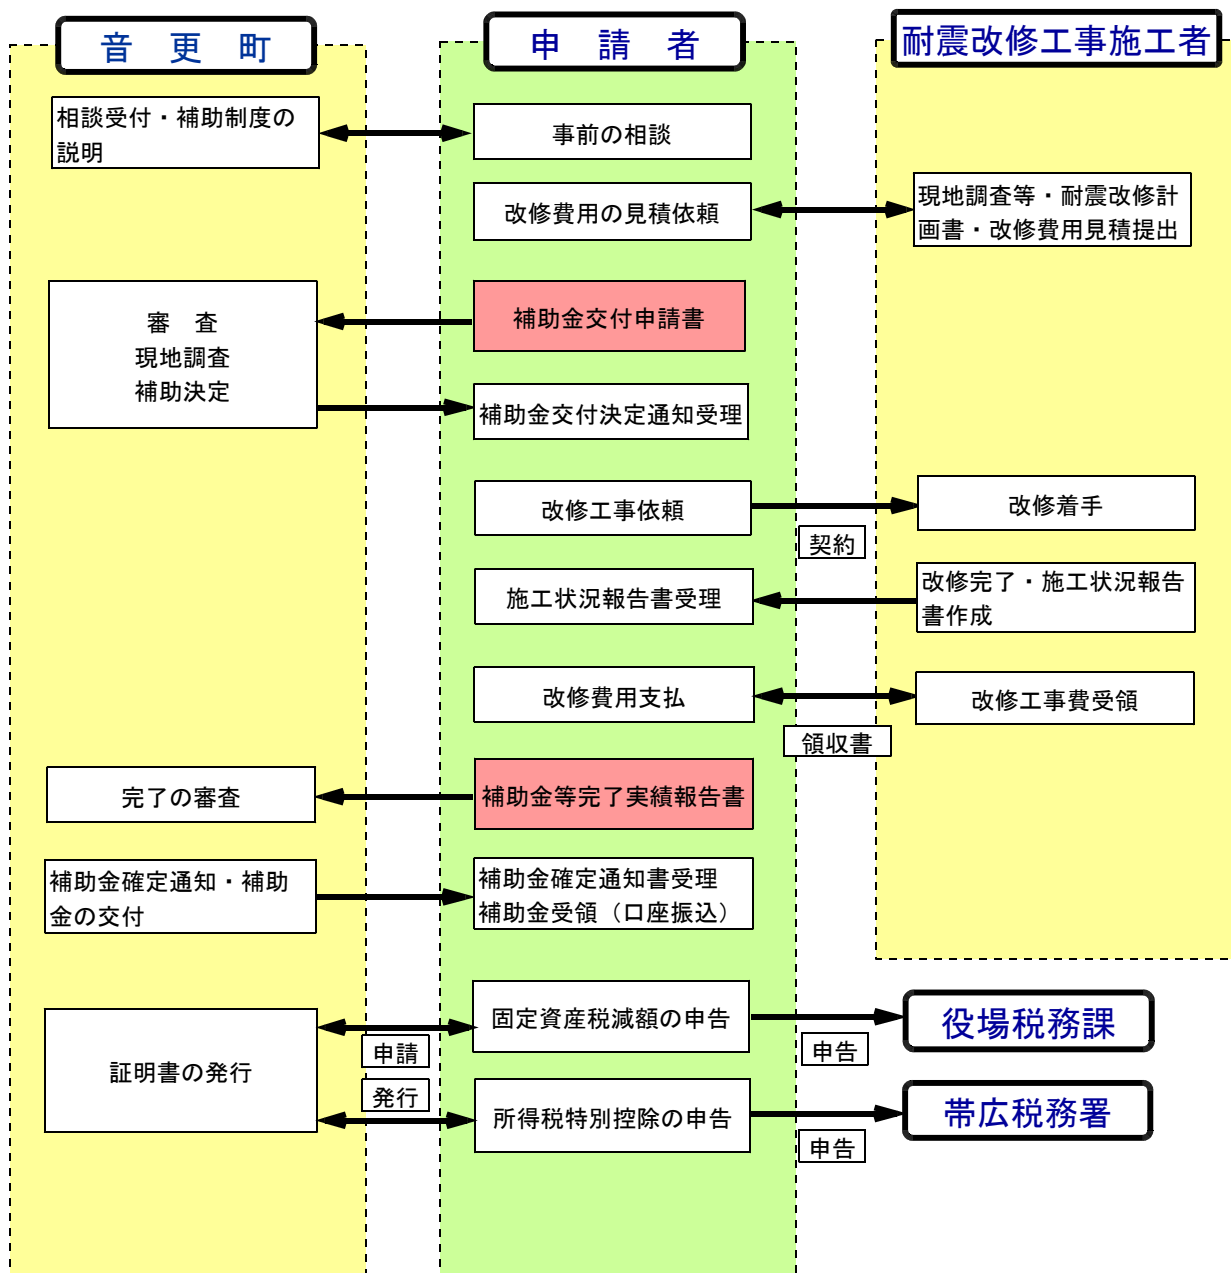 音　更　町
申　請　者
耐震改修工事施工者
相談受付・補助制度の
説明
事前の相談
改修費用の見積依頼
現地調査等・耐震改修計
画書・改修費用見積提出
審　査
現地調査
補助決定
補助金交付申請書
補助金交付決定通知受理
改修工事依頼
契約
改修着手
施工状況報告書受理
改修完了・施工状況報告
書作成
改修費用支払
領収書
改修工事費受領
完了の審査
補助金等完了実績報告書
補助金確定通知・補助
金の交付
補助金確定通知書受理
補助金受領（口座振込）
証明書の発行
申請
発行
固定資産税減額の申告
申告
役場税務課
所得税特別控除の申告
申告
帯広税務署